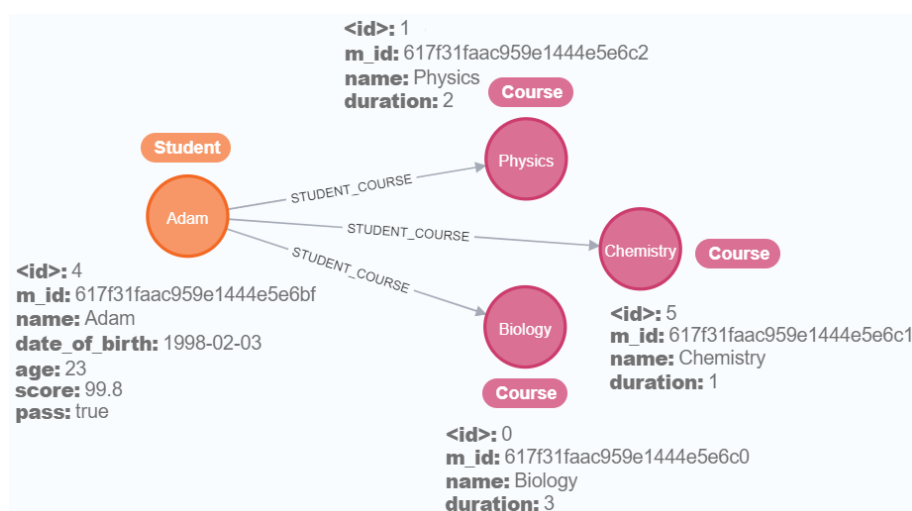 <id>: 1
m_id: 617f31faac959e1444e5e6c2
name: Physics
duration: 2
Course
Physics
Student
Adam
STUDENT_COURSE
STUDENT_COURSE
STUDENT_COURSE
Chemistry
Course
<id>: 4
m_id: 617f31faac959e1444e5e6bf
name: Adam
date_of_birth: 1998-02-03
age: 23
score: 99.8
pass: true
Biology
Course
<id>: 5
m_id: 617f31faac959e1444e5e6c1
name: Chemistry
duration: 1
<id>: 0
m_id: 617f31faac959e1444e5e6c0
name: Biology
duration: 3